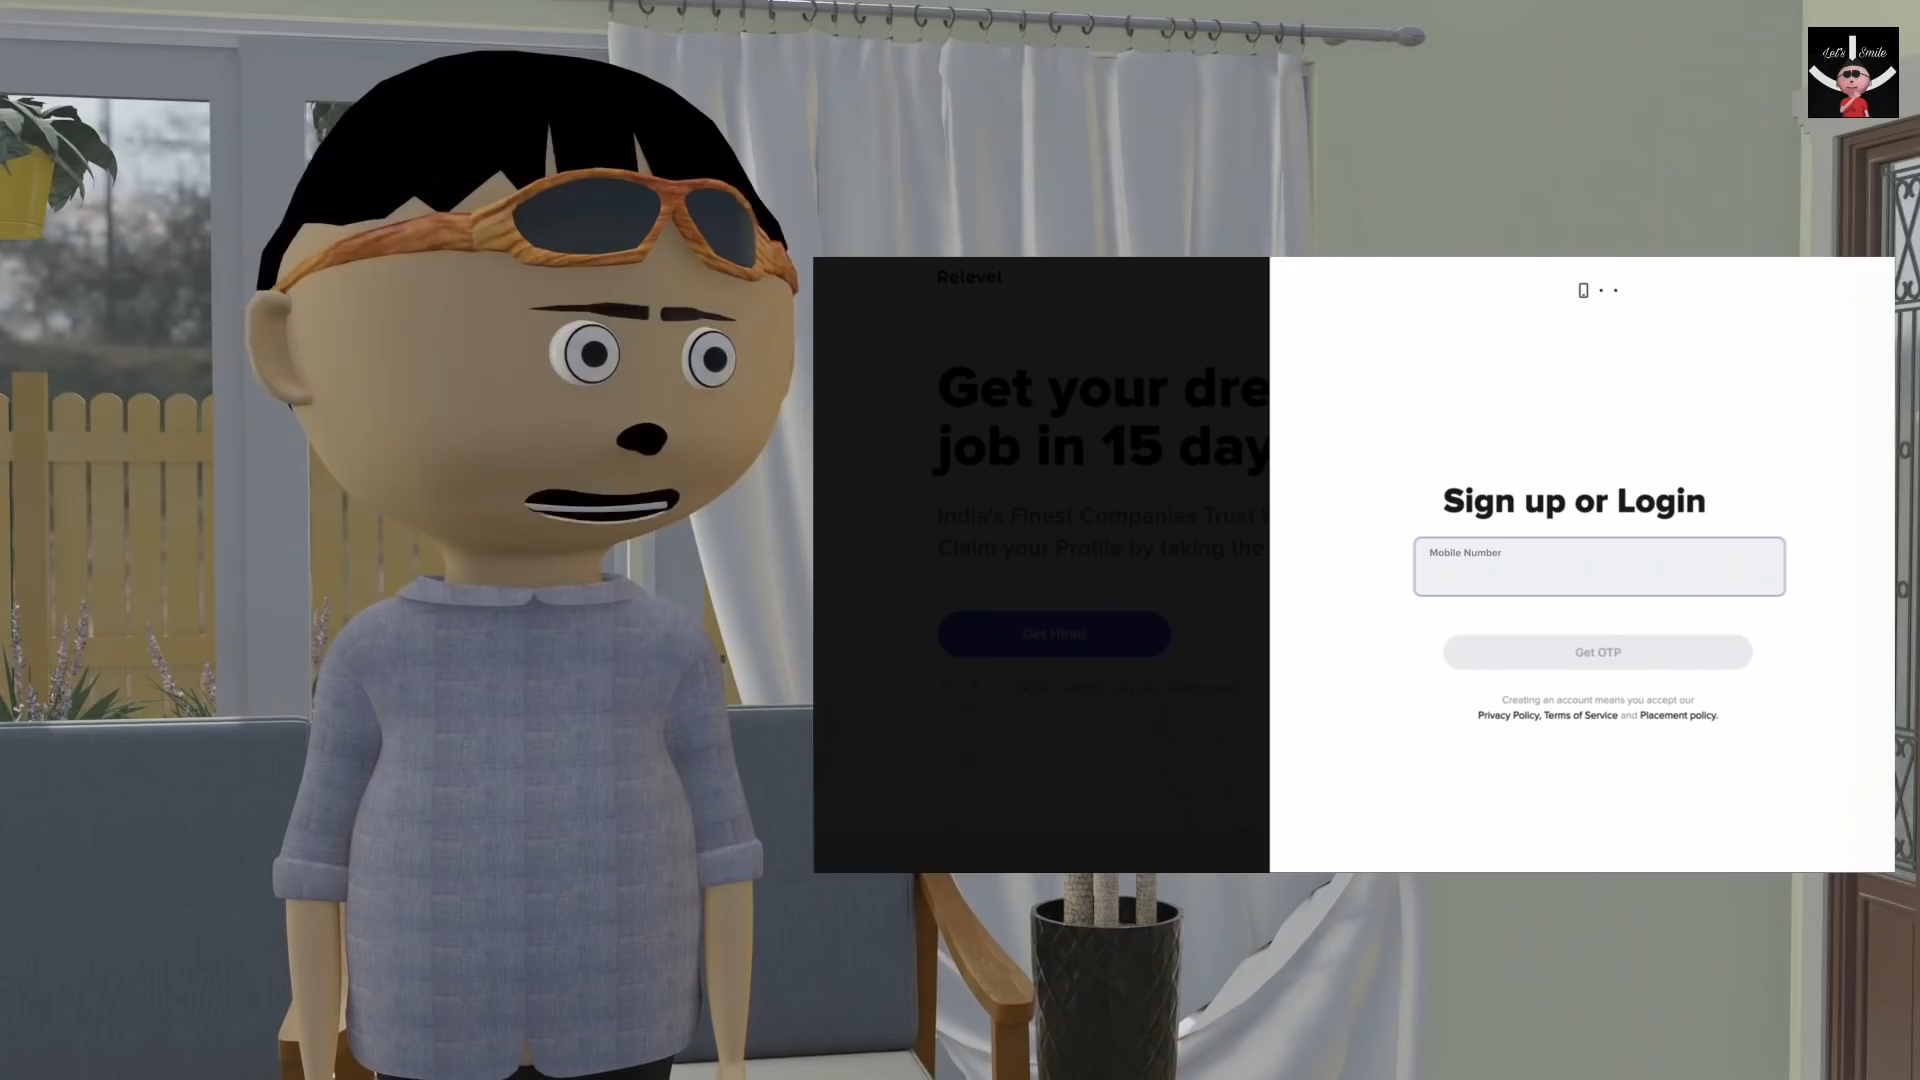 Let's Smile
Relevel
Get your dre
job in 15 day
India's Finest Companies Trust
Claim your Profile by taking the
Get Hired
Sign up or Login
Mobile Number
Get OTP
Creating an account means you accept our
Privacy Policy, Terms of Service and Placement policy.